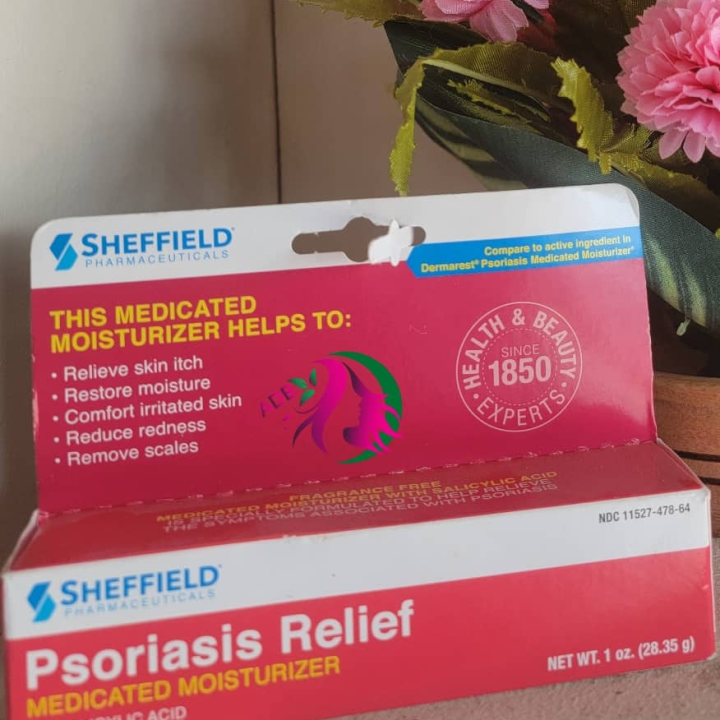 SHEFFIELD®
PHARMACEUTICALS
Compare to active ingredient in
Dermarest® Psoriasis Medicated Moisturizer*
THIS MEDICATED
MOISTURIZER HELPS TO:
• Relieve skin itch
• Restore moisture
• Comfort irritated skin
• Reduce redness
• Remove scales
HEALTH & BEAUTY
SINCE
1850
• EXPERTS •
FRAGRANCE FREE
MEDICATED MOISTURIZER WITH SALICYLIC ACID
IS SPECIALLY FORMULATED TO HELP RELIEVE
THE SYMPTOMS ASSOCIATED WITH PSORIASIS
NDC 11527-478-64
SHEFFIELD®
PHARMACEUTICALS
Psoriasis Relief
MEDICATED MOISTURIZER
NET WT. 1 oz. (28.35 g)
ACID